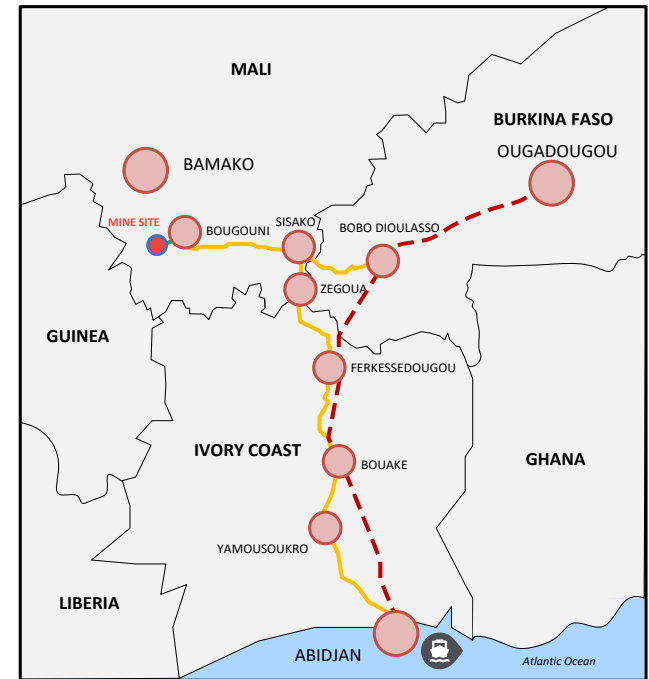 MALI
BURKINA FASO
OUGADOUGOU
BAMAKO
MINE SITE
BOUGOUNI
SISAKO
BOBO DIOULASSO
ZEGOUA
GUINEA
FERKESSEDOUGOU
IVORY COAST
BOUAKE
GHANA
YAMOUSOUKRO
LIBERIA
ABIDJAN
Atlantic Ocean